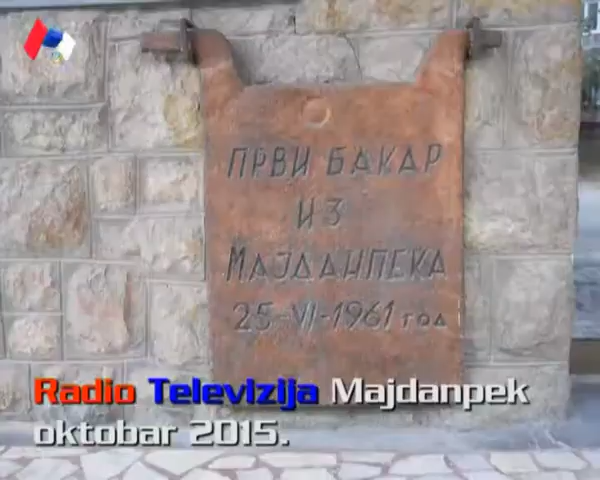 ПРВИ БАКАР
ИЗ
МАЈДАНПЕКА
25-VI-1961 год
Radio Televizija Majdanpek
oktobar 2015.